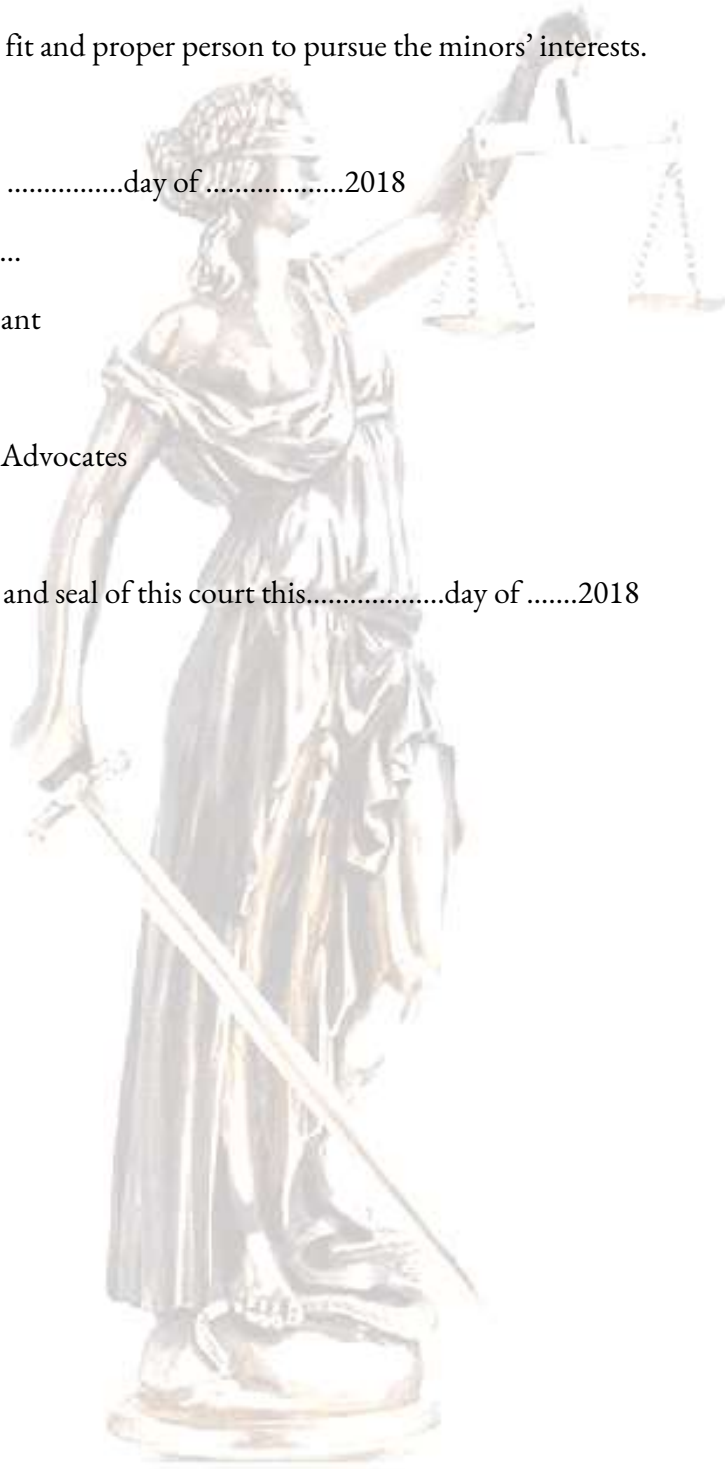 fit and proper person to pursue the minors’ interests.
................day of ...................2018
...
ant
Advocates
and seal of this court this...................day of .......2018